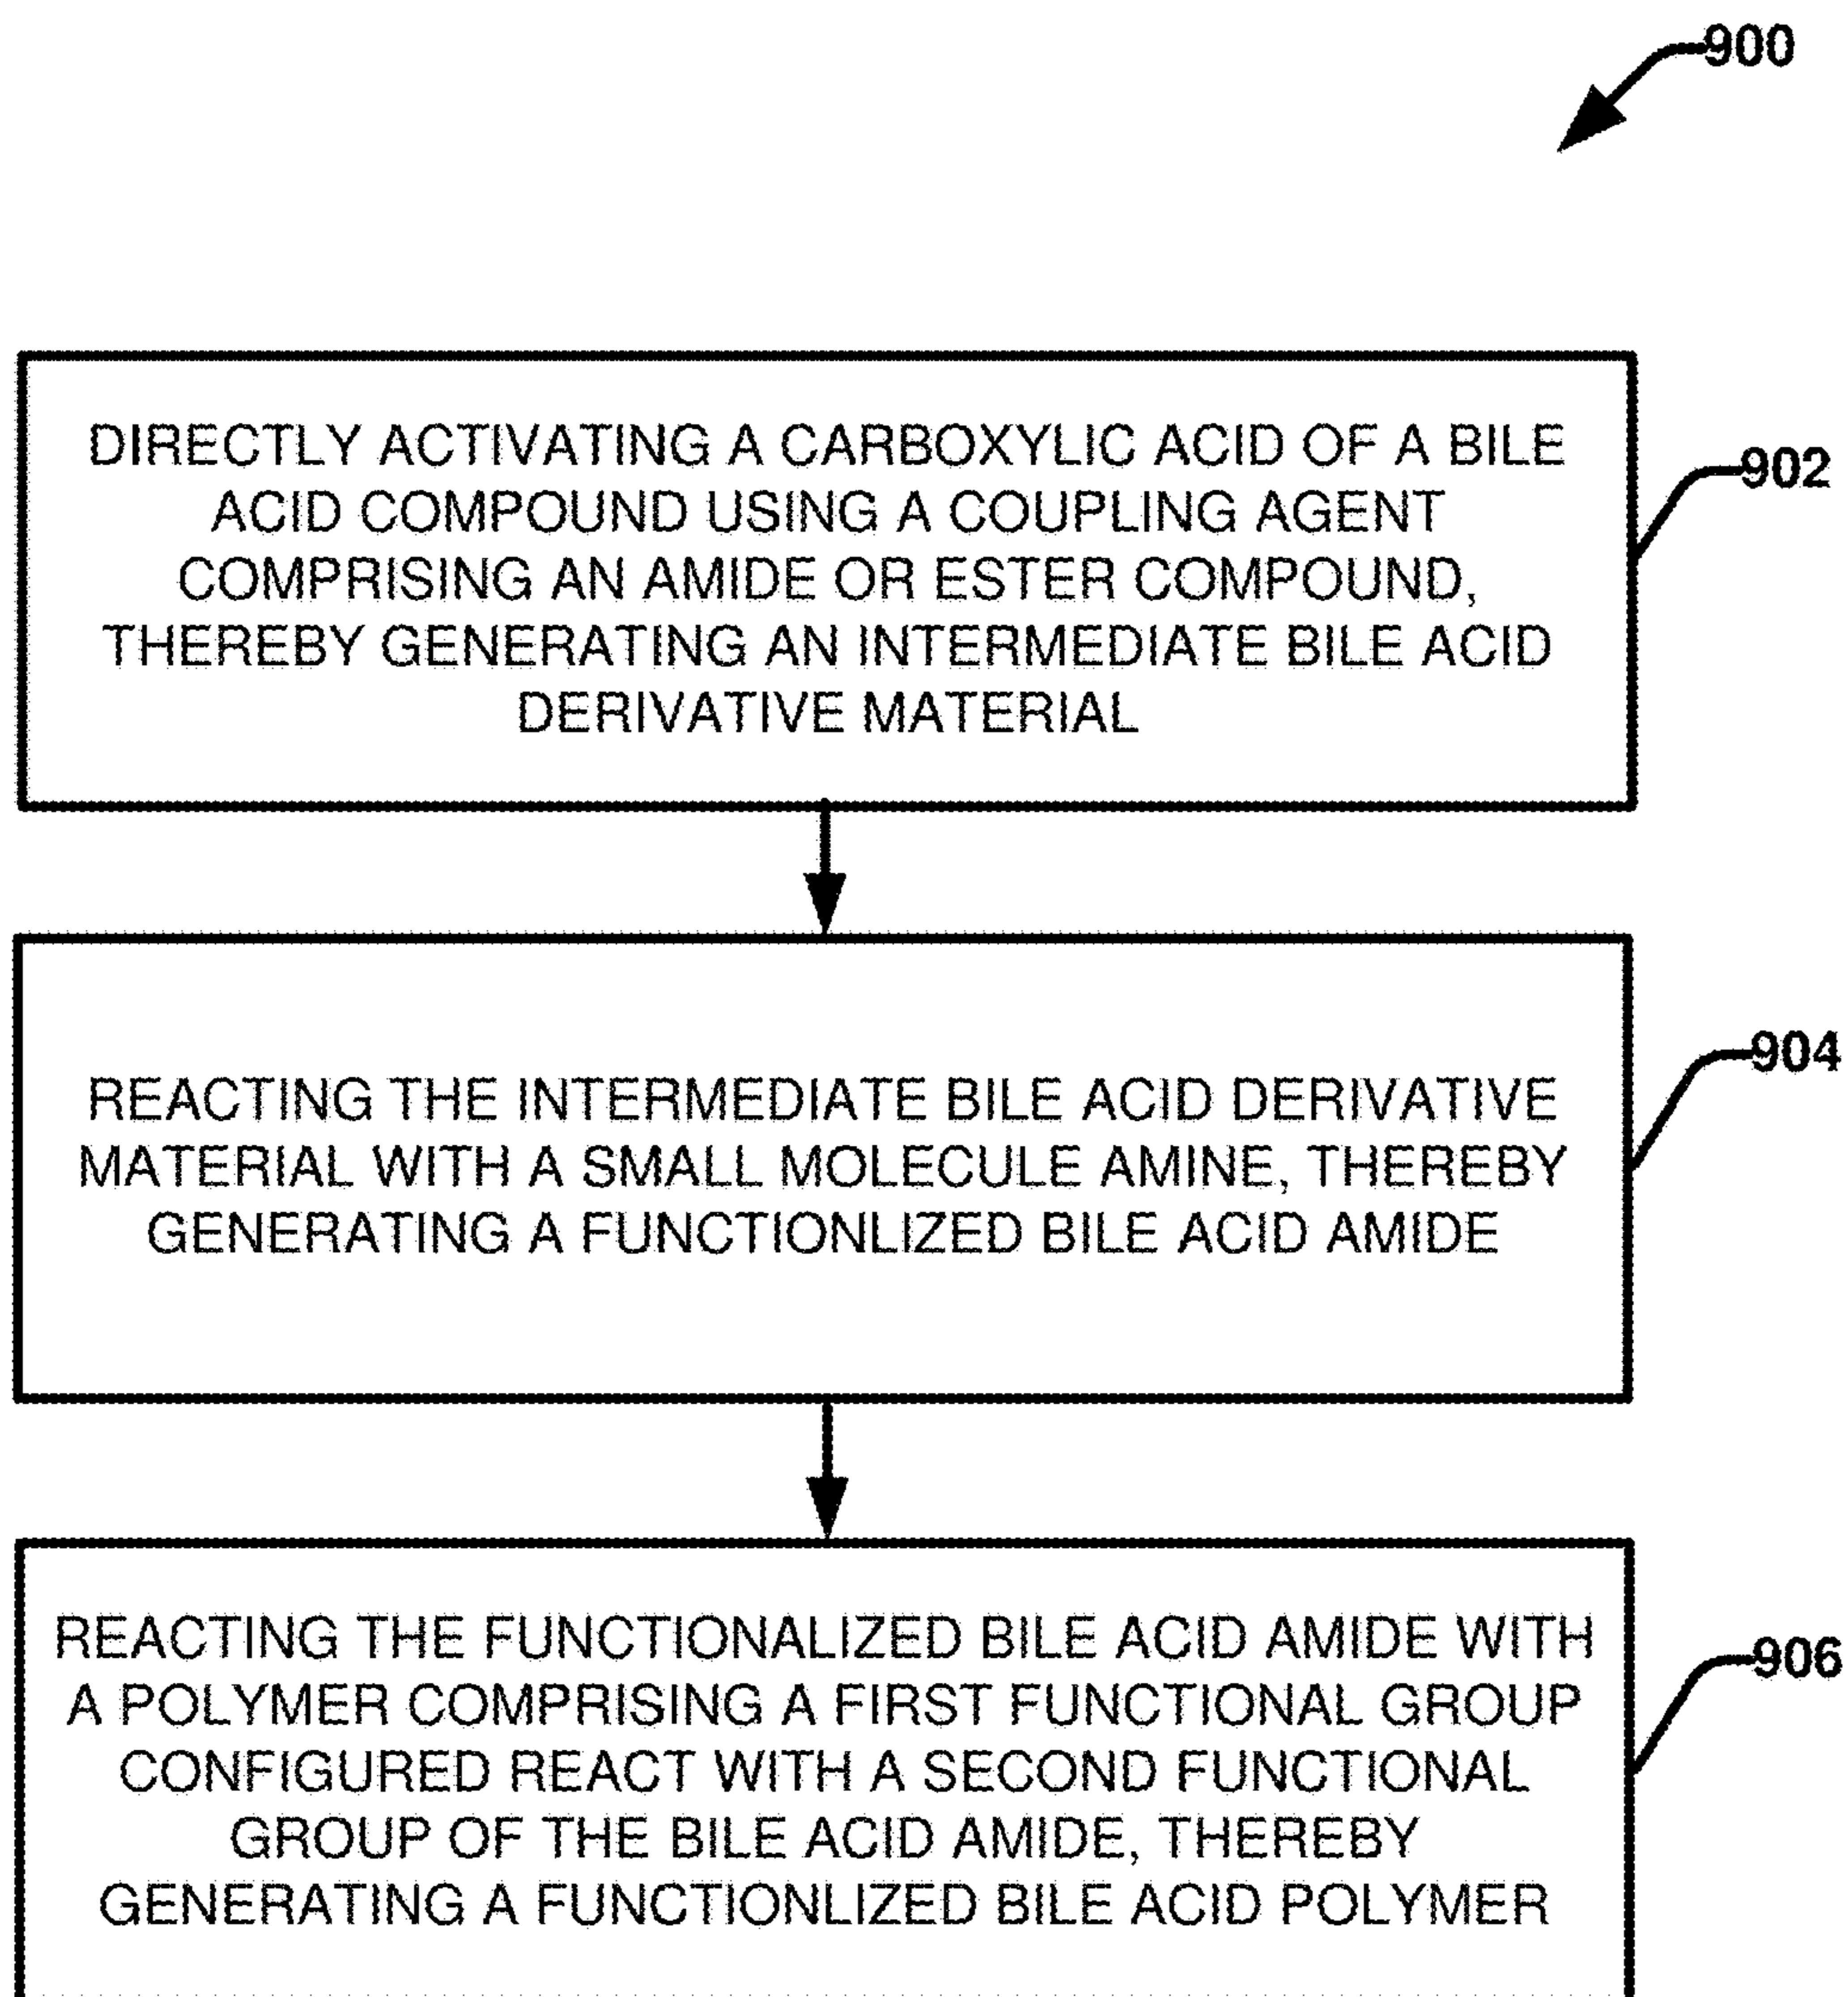 900
DIRECTLY ACTIVATING A CARBOXYLIC ACID OF A BILE
ACID COMPOUND USING A COUPLING AGENT
COMPRISING AN AMIDE OR ESTER COMPOUND,
THEREBY GENERATING AN INTERMEDIATE BILE ACID
DERIVATIVE MATERIAL
902
REACTING THE INTERMEDIATE BILE ACID DERIVATIVE
MATERIAL WITH A SMALL MOLECULE AMINE, THEREBY
GENERATING A FUNCTIONLIZED BILE ACID AMIDE
904
REACTING THE FUNCTIONALIZED BILE ACID AMIDE WITH
A POLYMER COMPRISING A FIRST FUNCTIONAL GROUP
CONFIGURED REACT WITH A SECOND FUNCTIONAL
GROUP OF THE BILE ACID AMIDE, THEREBY
GENERATING A FUNCTIONLIZED BILE ACID POLYMER
906